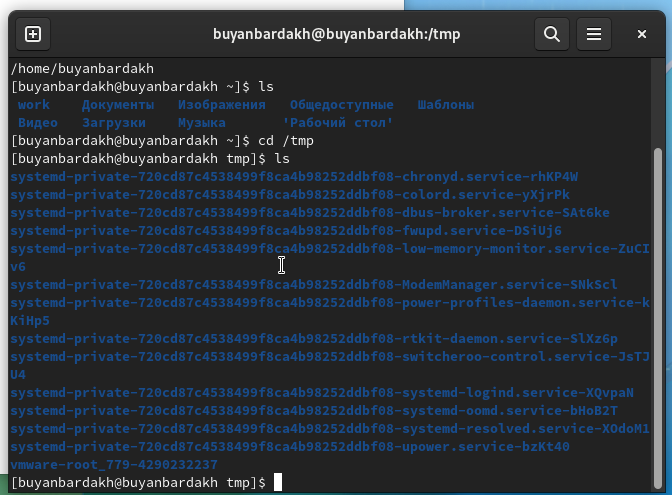 buyanbardakh@buyanbardakh:/tmp
/home/buyanbardakh
[buyanbardakh@buyanbardakh ~]$ ls
work Документы Изображения Общедоступные Шаблоны
Видео Загрузки Музыка 'Рабочий стол'
[buyanbardakh@buyanbardakh ~]$ cd /tmp
[buyanbardakh@buyanbardakh tmp]$ ls
systemd-private-720cd87c4538499f8ca4b98252ddbf08-chronyd.service-rhKP4W
systemd-private-720cd87c4538499f8ca4b98252ddbf08-colord.service-yXjrPk
systemd-private-720cd87c4538499f8ca4b98252ddbf08-dbus-broker.service-SAt6ke
systemd-private-720cd87c4538499f8ca4b98252ddbf08-fwupd.service-DSiUj6
systemd-private-720cd87c4538499f8ca4b98252ddbf08-low-memory-monitor.service-ZuCI
v6
systemd-private-720cd87c4538499f8ca4b98252ddbf08-ModemManager.service-SNkScl
systemd-private-720cd87c4538499f8ca4b98252ddbf08-power-profiles-daemon.service-k
KiHp5
systemd-private-720cd87c4538499f8ca4b98252ddbf08-rtkit-daemon.service-SlXz6p
systemd-private-720cd87c4538499f8ca4b98252ddbf08-switcheroo-control.service-JsTJ
U4
systemd-private-720cd87c4538499f8ca4b98252ddbf08-systemd-logind.service-XQvpaN
systemd-private-720cd87c4538499f8ca4b98252ddbf08-systemd-oomd.service-bHoB2T
systemd-private-720cd87c4538499f8ca4b98252ddbf08-systemd-resolved.service-XOdoM1
systemd-private-720cd87c4538499f8ca4b98252ddbf08-upower.service-bzKt40
vmware-root_779-4290232237
[buyanbardakh@buyanbardakh tmp]$